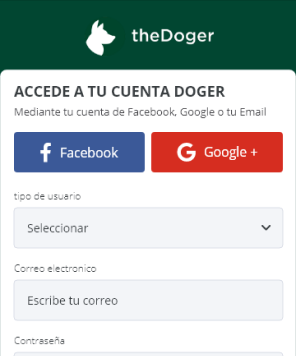 theDoger
ACCEDE A TU CUENTA DOGER
Mediante tu cuenta de Facebook, Google o tu Email
Facebook
Google +
tipo de usuario
Seleccionar
Correo electronico
Escribe tu correo
Contraseña